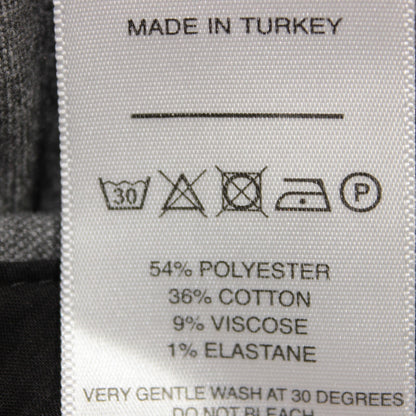 MADE IN TURKEY
30 P
54% POLYESTER
36% COTTON
9% VISCOSE
1% ELASTANE
VERY GENTLE WASH AT 30 DEGREES
DO NOT BLEACH